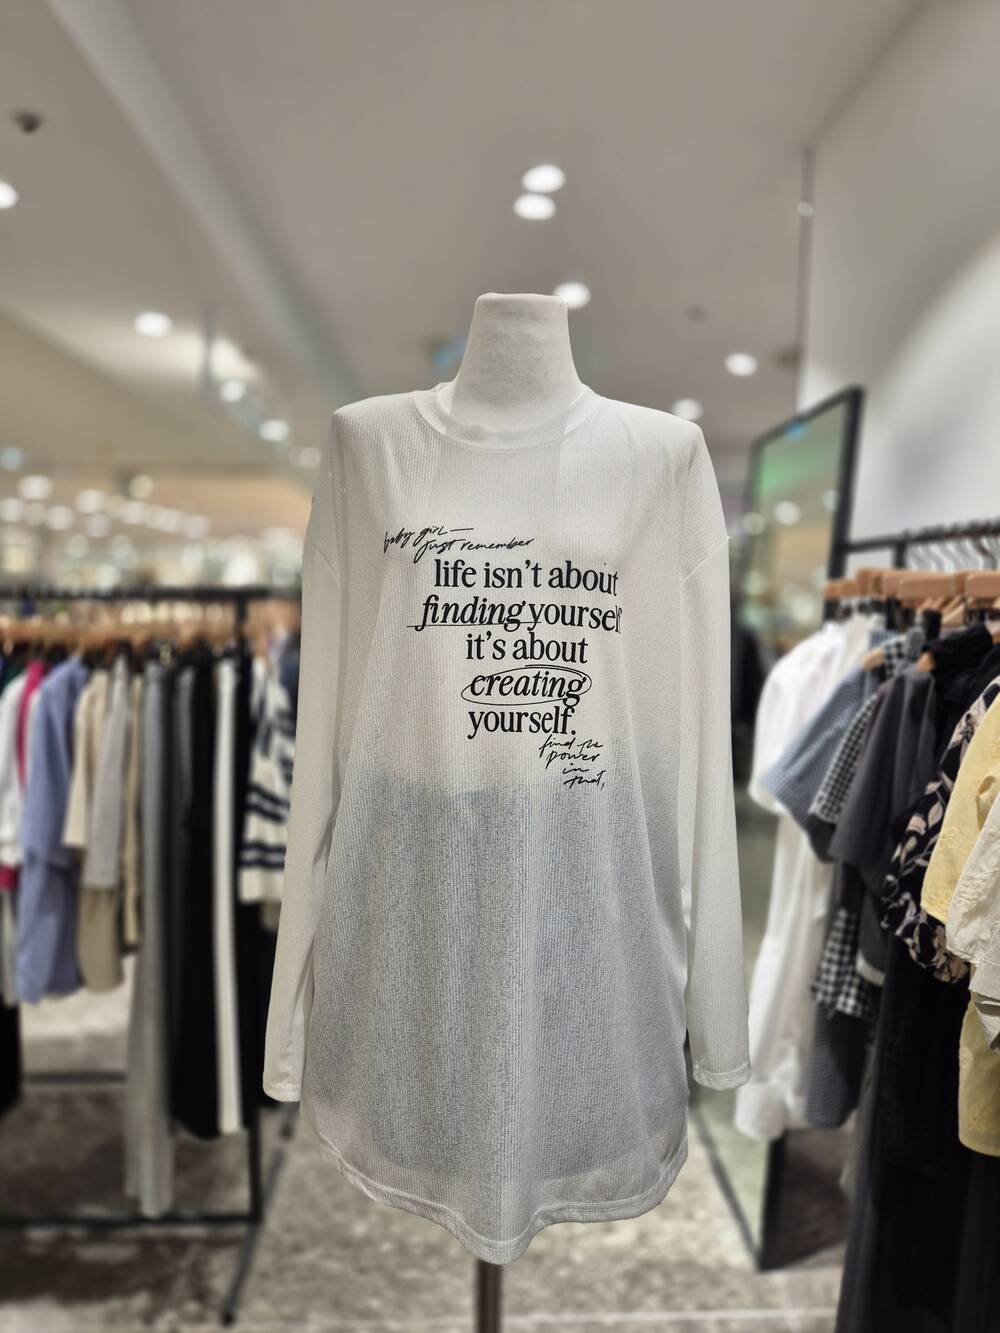 baby girl —
just remember
life isn't about
finding yourself
it's about
creating
yourself.
find the
power
in
that,